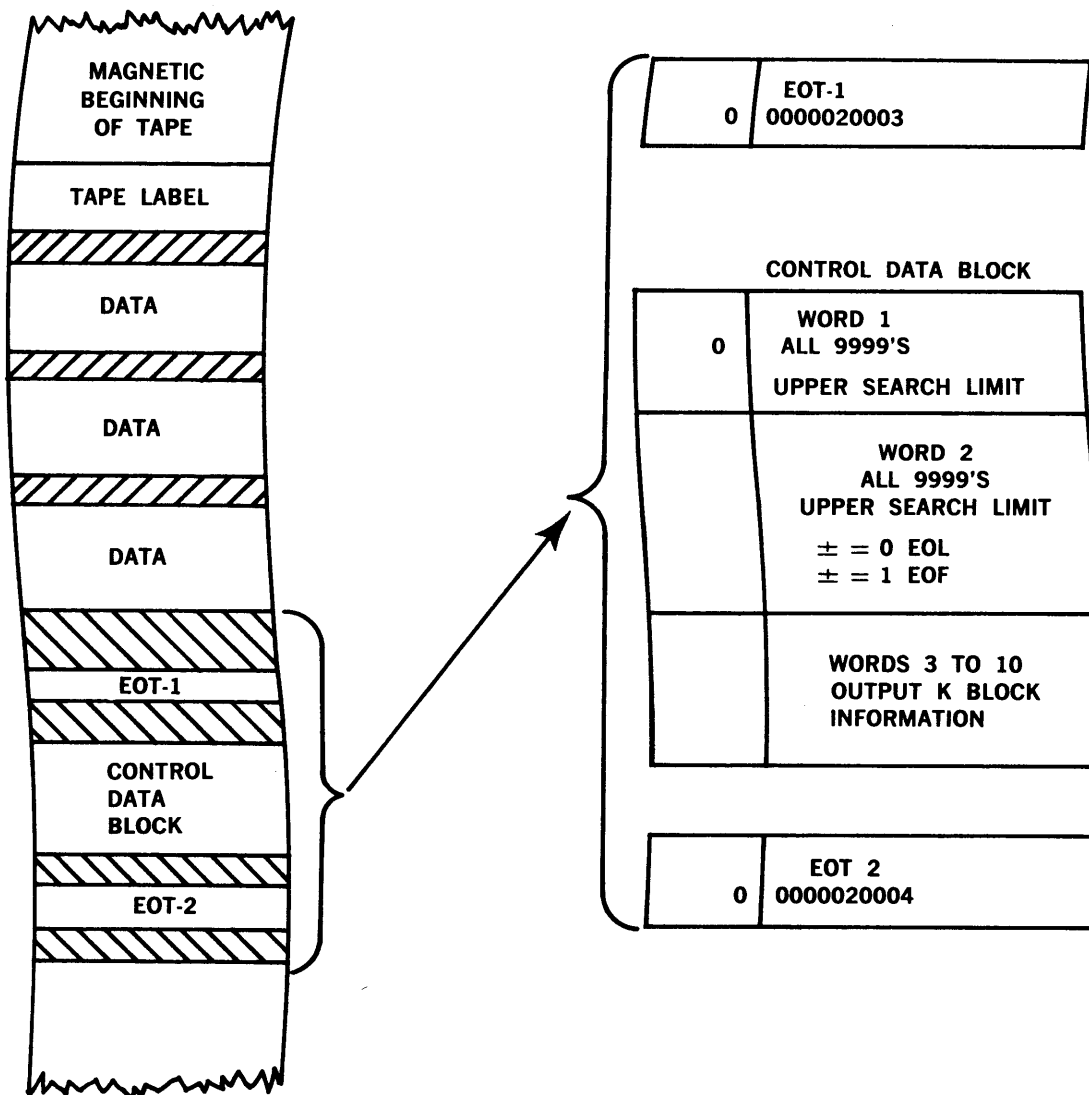 MAGNETIC
BEGINNING
OF TAPE
TAPE LABEL
DATA
DATA
DATA
EOT-1
CONTROL
DATA
BLOCK
EOT-2
EOT-1
0 0000020003
CONTROL DATA BLOCK
WORD 1
0 ALL 9999'S
UPPER SEARCH LIMIT
WORD 2
ALL 9999'S
UPPER SEARCH LIMIT
± = 0 EOL
± = 1 EOF
WORDS 3 TO 10
OUTPUT K BLOCK
INFORMATION
EOT 2
0 0000020004